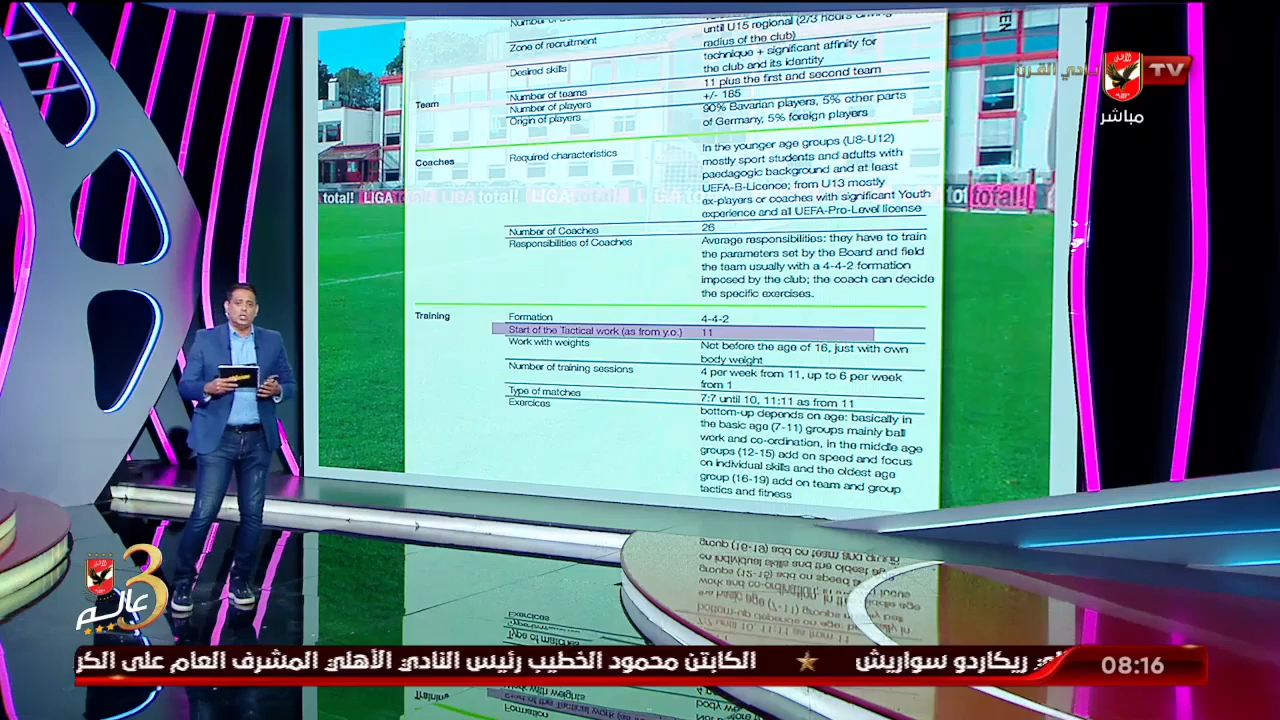 until U15 regional (2/3 hours driving
Zone of recruitment
radius of the club)
Desired skills
technique + significant affinity for
the club and its identity
Team
Number of teams
11 plus the first and second team
Number of players
+/- 185
Origin of players
90% Bavarian players, 5% other parts
of Germany, 5% foreign players
Coaches
Required characteristics
In the younger age groups (U8-U12)
mostly sport students and adults with
paedagogic background and at least
UEFA-B-Licence; from U13 mostly
ex-players or coaches with significant Youth
experience and all UEFA-Pro-Level license
Number of Coaches
26
Responsibilities of Coaches
Average responsibilities: they have to train
the parameters set by the Board and field
the team usually with a 4-4-2 formation
imposed by the club; the coach can decide
the specific exercises.
Training
Formation
4-4-2
Start of the Tactical work (as from y.o.)
11
Work with weights
Not before the age of 16, just with own
body weight
Number of training sessions
4 per week from 11, up to 6 per week
from 1
Type of matches
7:7 until 10, 11:11 as from 11
Exercices
bottom-up depends on age: basically in
the basic age (7-11) groups mainly ball
work and co-ordination, in the middle age
groups (12-15) add on speed and focus
on individual skills and the oldest age
group (16-19) add on team and group
tactics and fitness
total! LIGA total! LIGA total!
total!
نادي القرن
TV
مباشر
3
عالم
ريكاردو سواريش ★ الكابتن محمود الخطيب رئيس النادي الأهلي المشرف العام على الكر
08:16